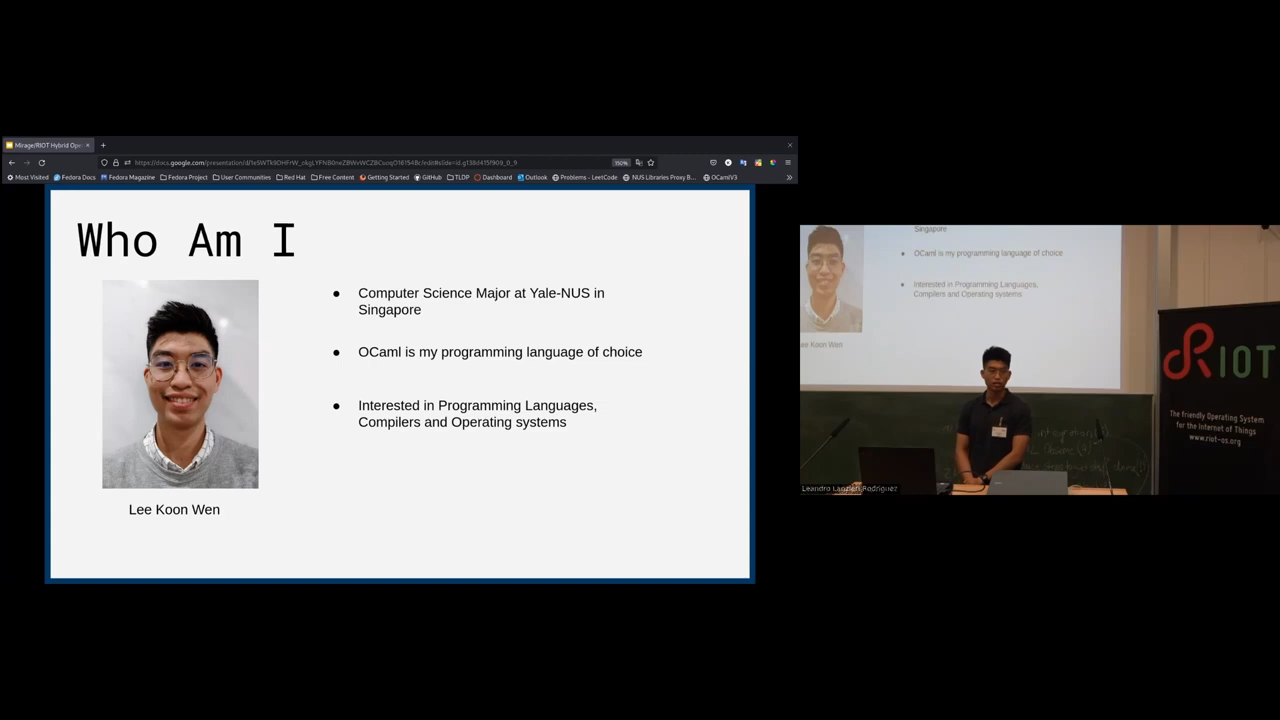 Mirage/RIOT Hybrid Ope
150%
Most Visited Fedora Docs Fedora Magazine Fedora Project User Communities Red Hat Free Content Getting Started GitHub TLDP Dashboard Outlook Problems - LeetCode NUS Libraries Proxy B... OCamlV3
Who Am I
Computer Science Major at Yale-NUS in
Singapore
OCaml is my programming language of choice
Interested in Programming Languages,
Compilers and Operating systems
Lee Koon Wen
Singapore
OCaml is my programming language of choice
Interested in Programming Languages,
Compilers and Operating systems
Lee Koon Wen
RIOT
The friendly Operating System
for the Internet of Things
www.riot-os.org
Leandro Lanzieri Rodriguez